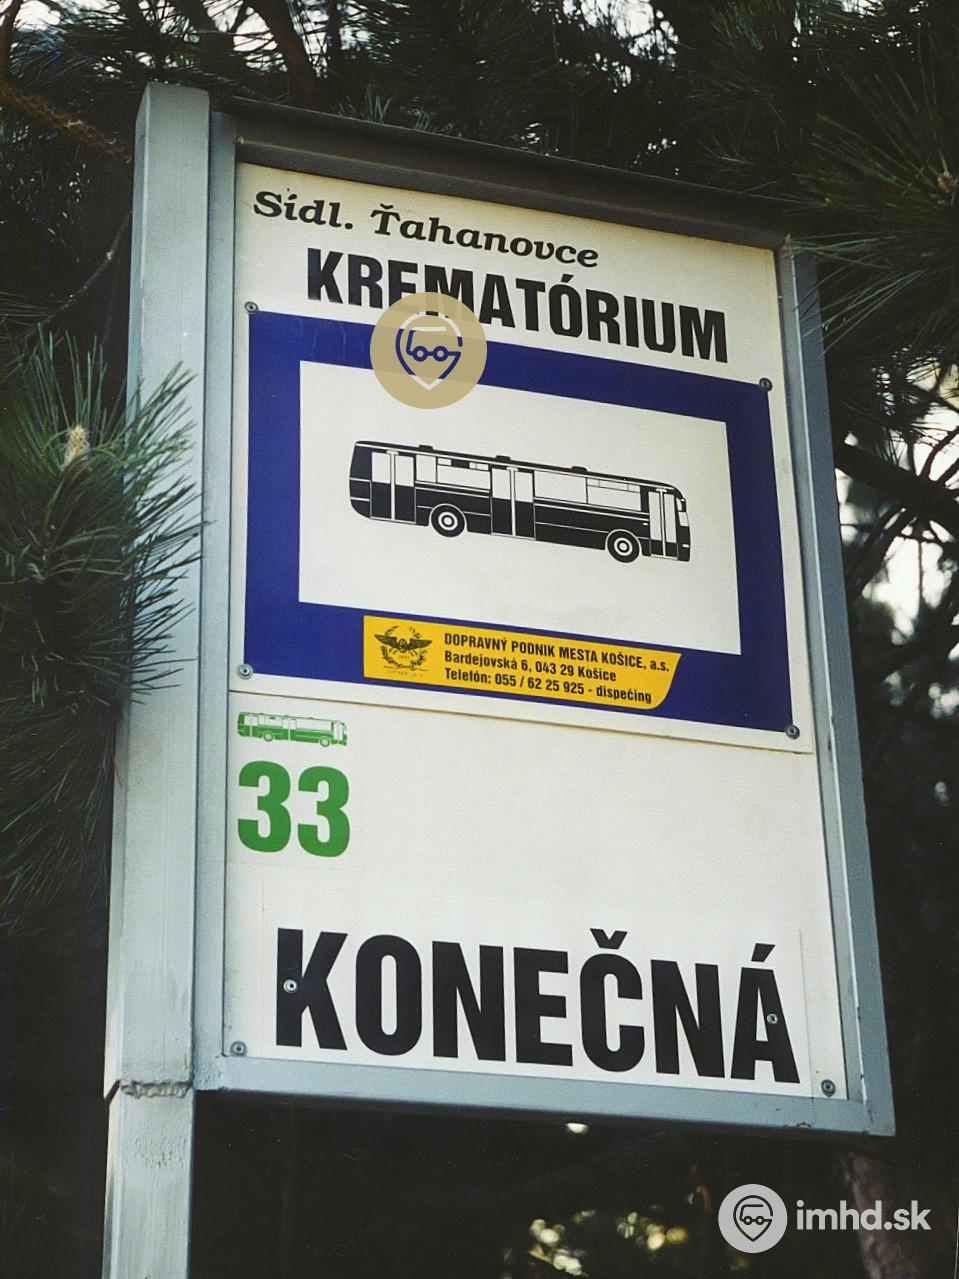 Sídl. Ťahanovce
KREMATÓRIUM
DOPRAVNÝ PODNIK MESTA KOŠICE, a.s.
Bardejovská 6, 043 29 Košice
Telefón: 055 / 62 25 925 - dispečing
33
KONEČNÁ
imhd.sk